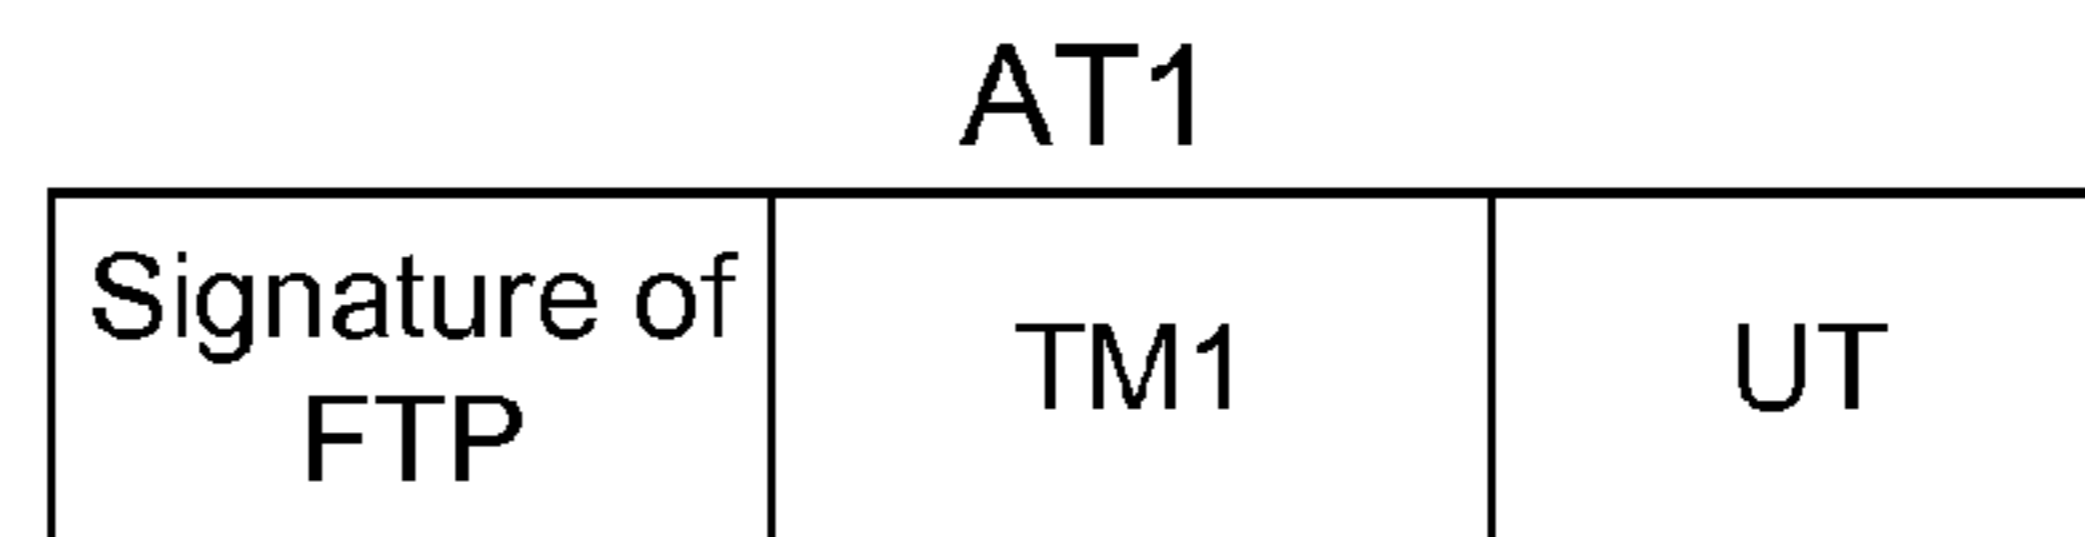 AT1
Signature of
FTP
TM1
UT